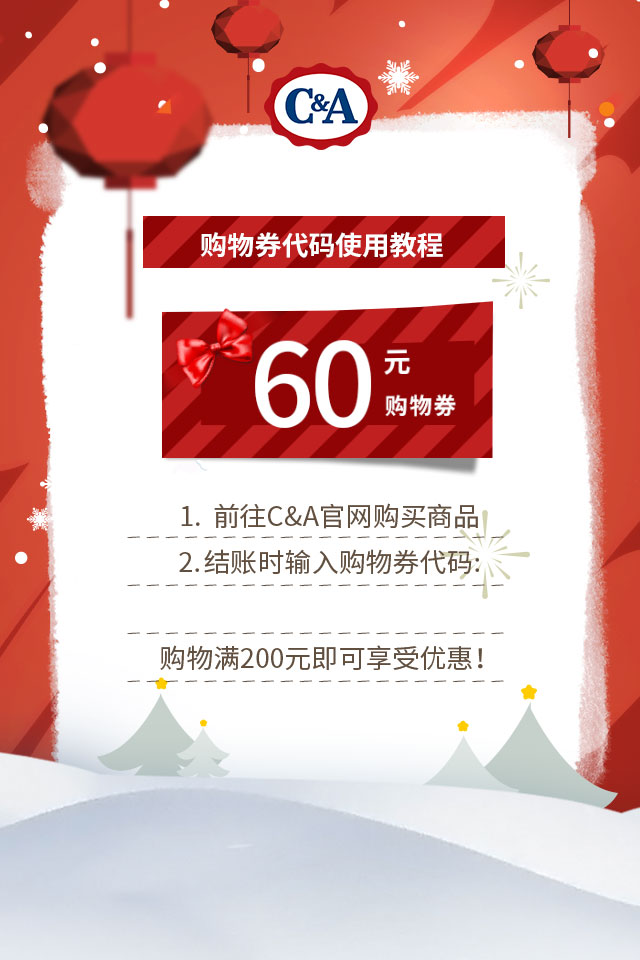 C&A
购物券代码使用教程
60
元
购物券
1. 前往C&A官网购买商品
2.结账时输入购物券代码:
购物满200元即可享受优惠！